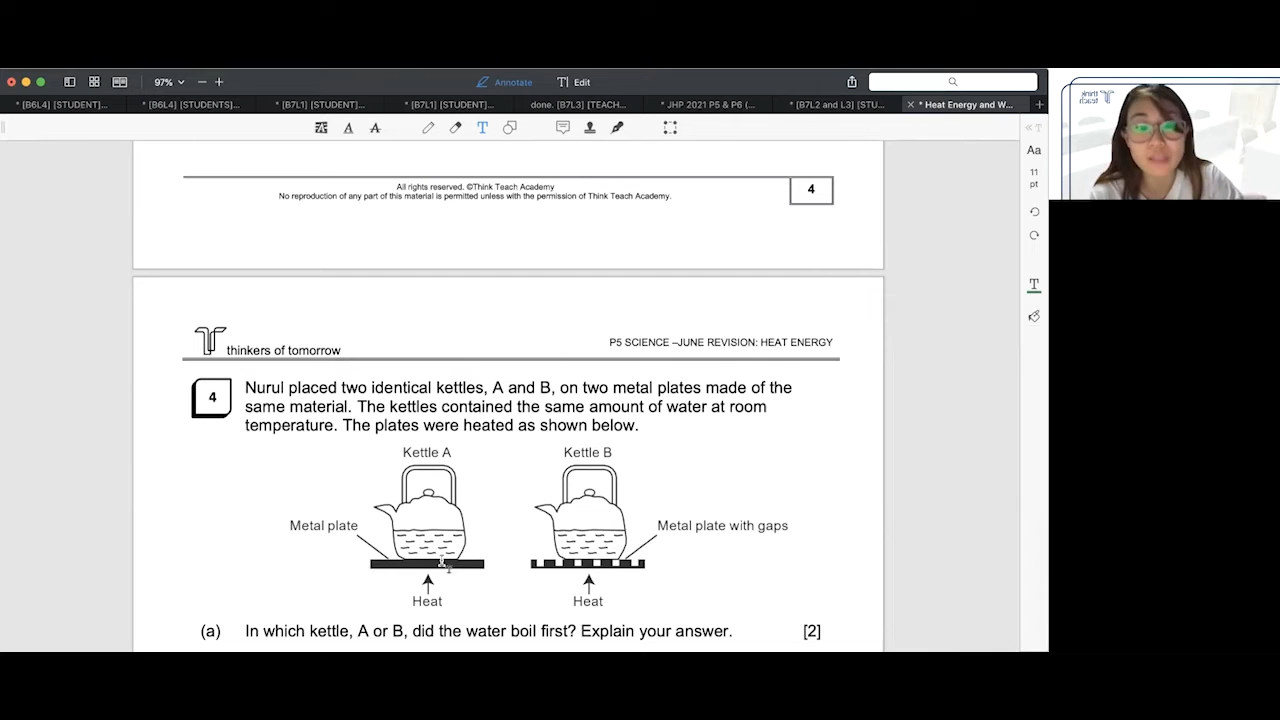 97%
Annotate
Edit
* [B6L4] [STUDENT]...
* [B6L4] [STUDENTS]...
* [B7L1] [STUDENT]...
* [B7L1] [STUDENT]...
done. [B7L3] [TEACH...
* JHP 2021 P5 & P6 (...
* (B7L2 and L3] [STU...
* Heat Energy and W...
Aa
11
pt
All rights reserved. ©Think Teach Academy
No reproduction of any part of this material is permitted unless with the permission of Think Teach Academy.
4
thinkers of tomorrow
P5 SCIENCE –JUNE REVISION: HEAT ENERGY
4
Nurul placed two identical kettles, A and B, on two metal plates made of the
same material. The kettles contained the same amount of water at room
temperature. The plates were heated as shown below.
Kettle A
Kettle B
Metal plate
Metal plate with gaps
Heat
Heat
(a) In which kettle, A or B, did the water boil first? Explain your answer. [2]
think
teach